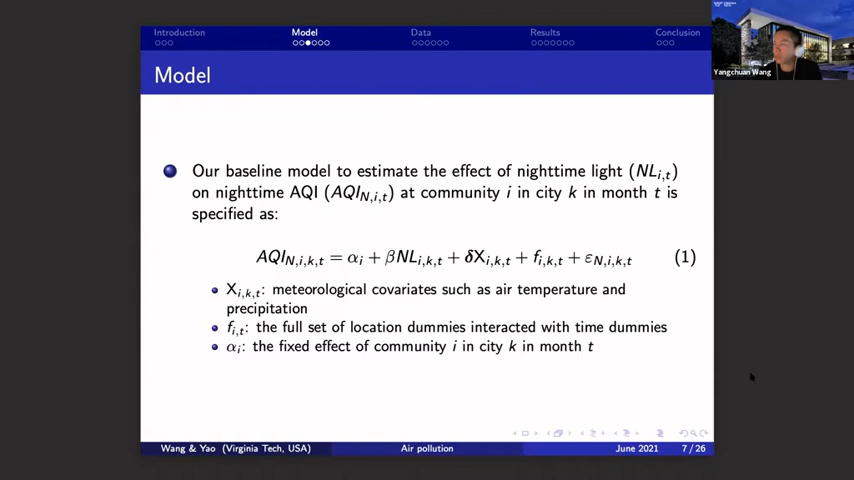 Introduction Model Data Results Conclusion
Model
Our baseline model to estimate the effect of nighttime light (NL_{i,t})
on nighttime AQI (AQI_{N,i,t}) at community i in city k in month t is
specified as:
AQI_{N,i,k,t} = α_i + βNL_{i,k,t} + δX_{i,k,t} + f_{i,k,t} + ε_{N,i,k,t} (1)
X_{i,k,t}: meteorological covariates such as air temperature and
precipitation
f_{i,t}: the full set of location dummies interacted with time dummies
α_i: the fixed effect of community i in city k in month t
Wang & Yao (Virginia Tech, USA) Air pollution June 2021 7 / 26
Yangchuan Wang